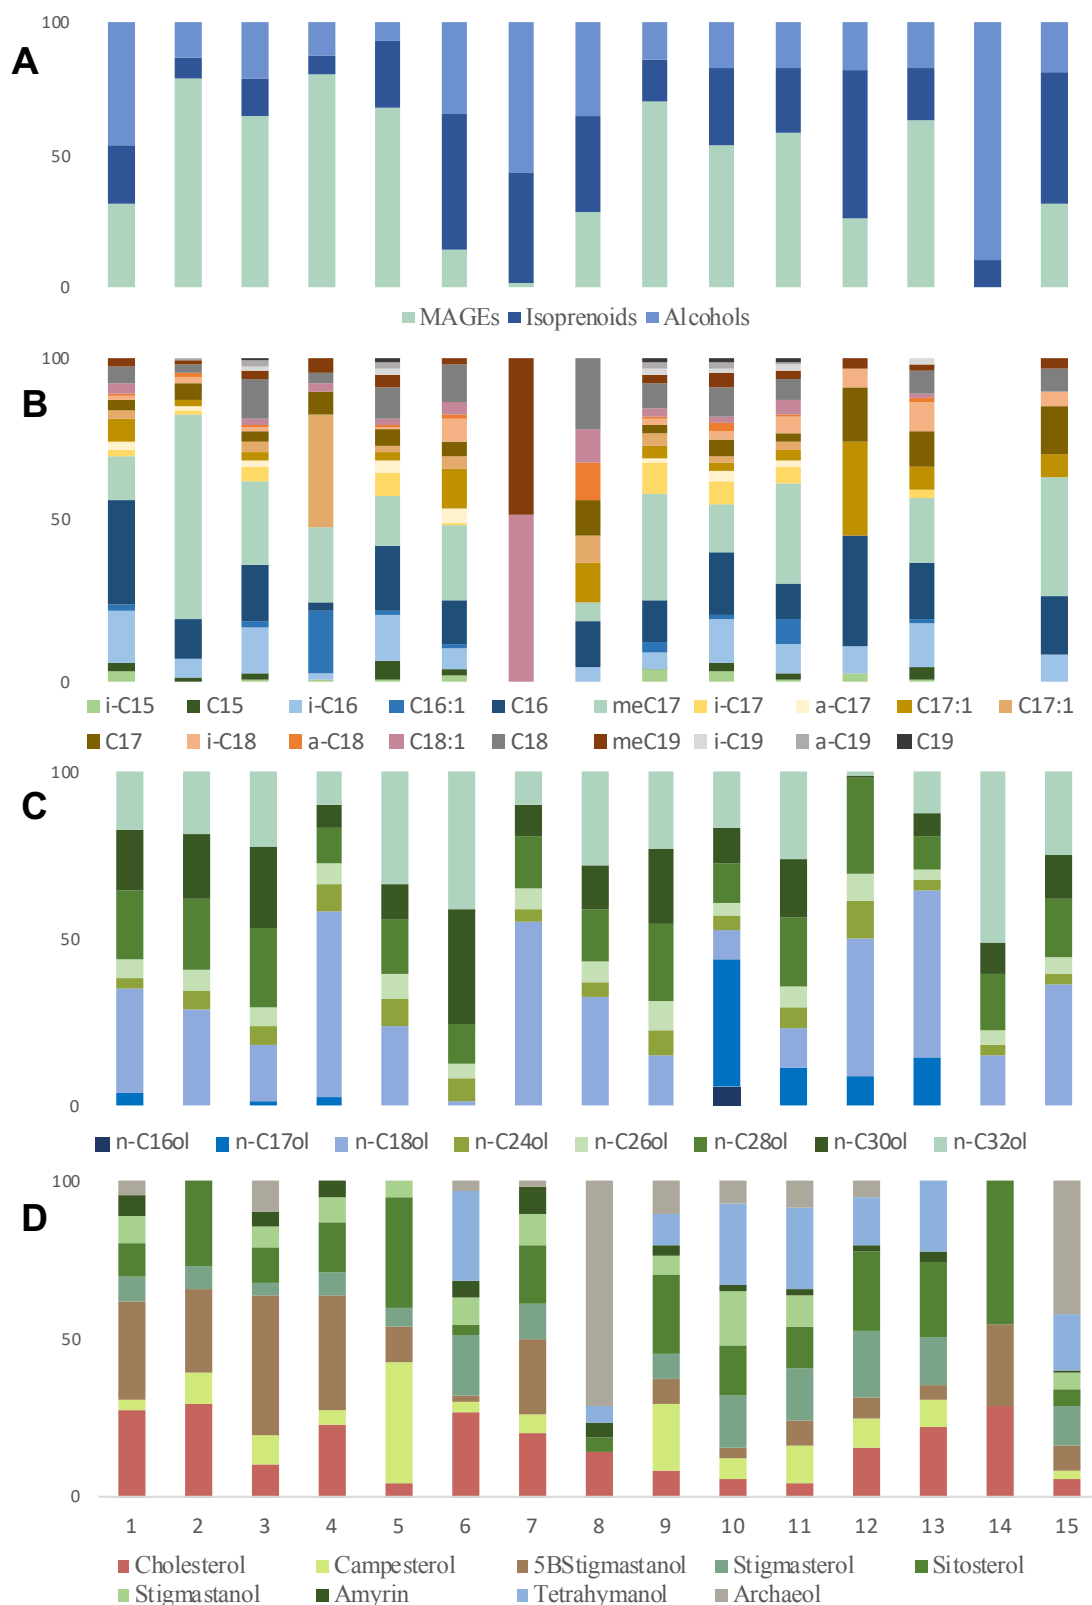 A
100
50
0
MAGEs Isoprenoids Alcohols
B
100
50
0
i-C15 C15 i-C16 C16:1 C16 meC17 i-C17 a-C17 C17:1 C17:1
C17 i-C18 a-C18 C18:1 C18 meC19 i-C19 a-C19 C19
C
100
50
0
n-C16ol n-C17ol n-C18ol n-C24ol n-C26ol n-C28ol n-C30ol n-C32ol
D
100
50
0
1 2 3 4 5 6 7 8 9 10 11 12 13 14 15
Cholesterol Campesterol 5BStigmastanol Stigmasterol Sitosterol
Stigmastanol Amyrin Tetrahymanol Archaeol